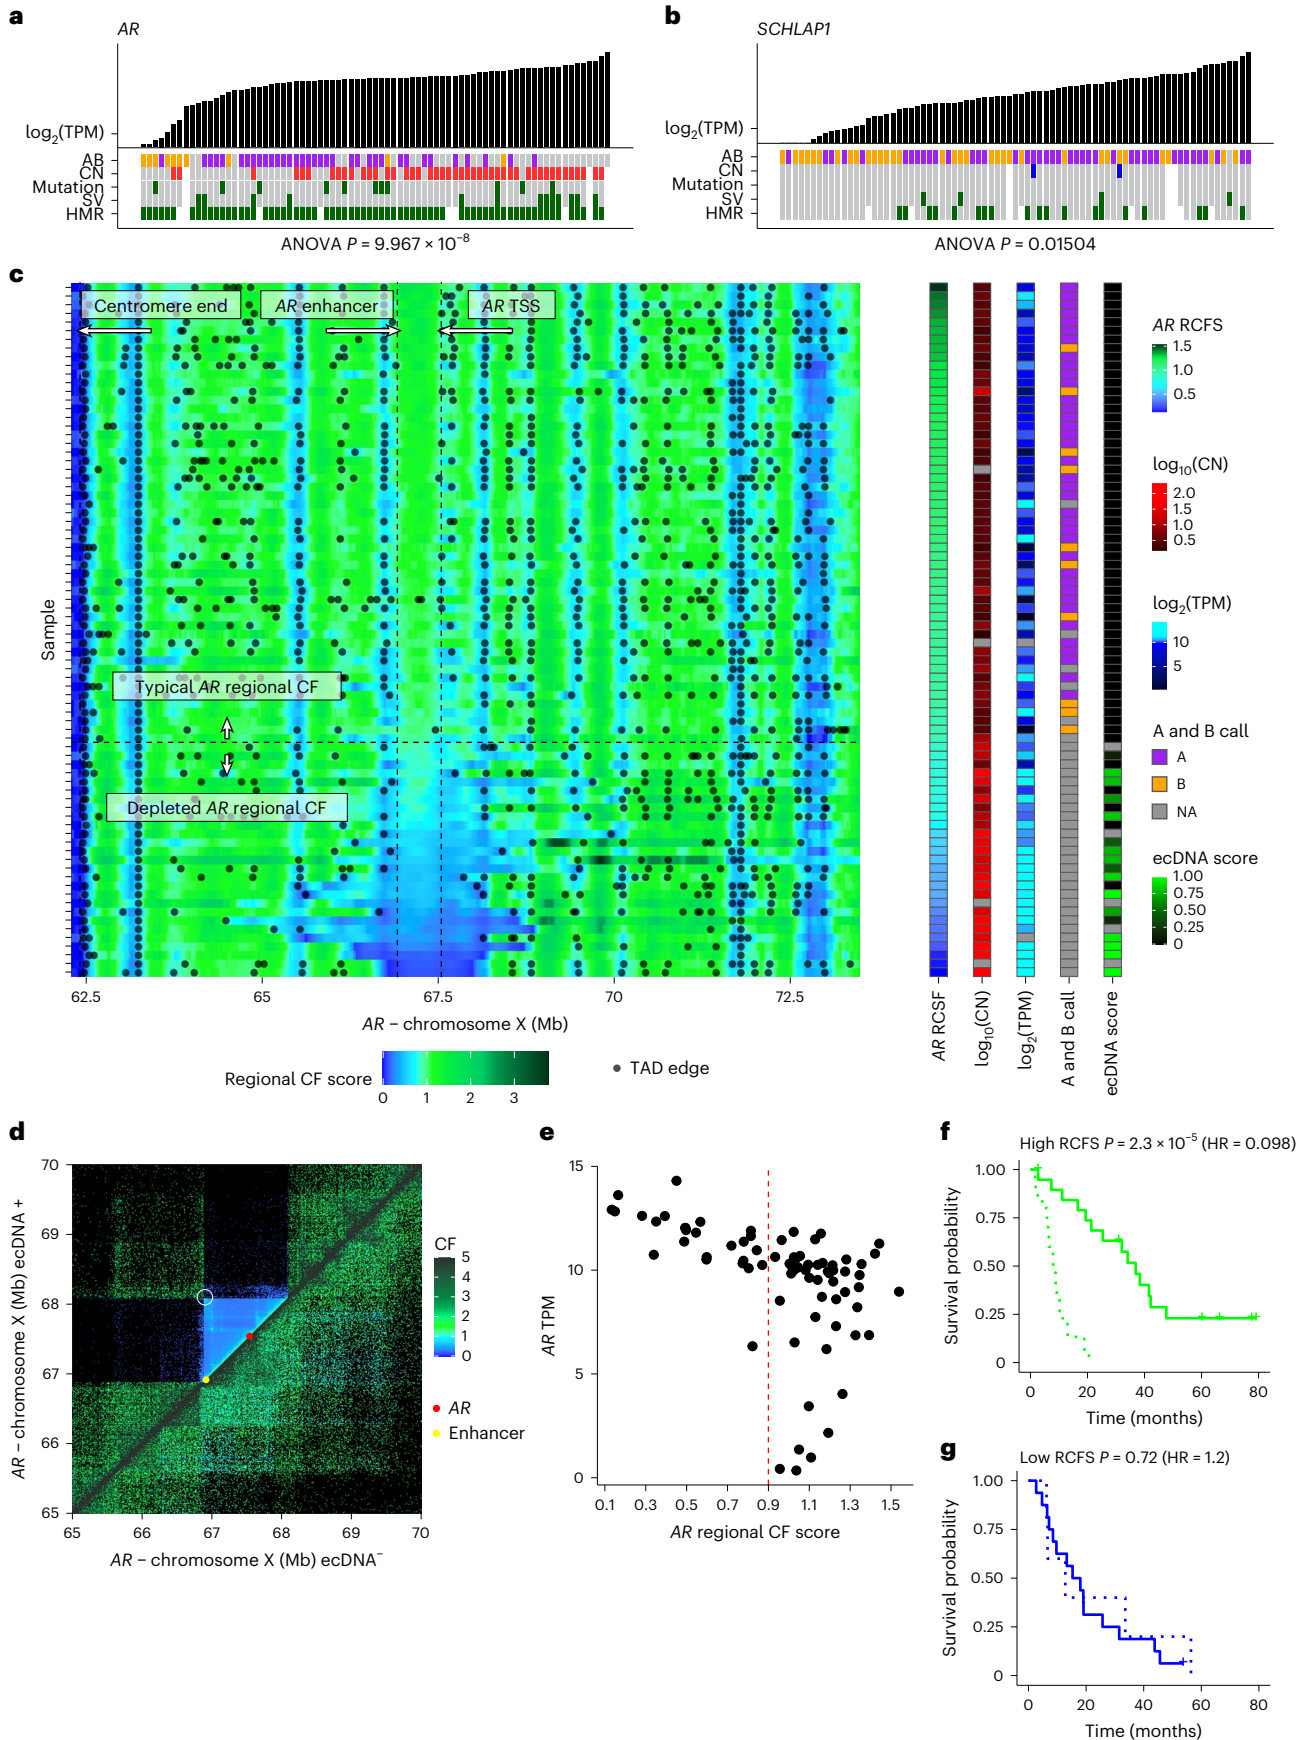 a
AR
log2(TPM)
AB
CN
Mutation
SV
HMR
ANOVA P = 9.967 × 10⁻⁸
b
SCHLAP1
log2(TPM)
AB
CN
Mutation
SV
HMR
ANOVA P = 0.01504
c
Centromere end
AR enhancer
AR TSS
Sample
Typical AR regional CF
Depleted AR regional CF
62.5 65 67.5 70 72.5
AR – chromosome X (Mb)
Regional CF score
0 1 2 3
TAD edge
AR RCSF
log10(CN)
log2(TPM)
A and B call
ecDNA score
AR RCFS
1.5
1.0
0.5
log10(CN)
2.0
1.5
1.0
0.5
log2(TPM)
10
5
A and B call
A
B
NA
ecDNA score
1.00
0.75
0.50
0.25
0
d
AR – chromosome X (Mb) ecDNA +
70
69
68
67
66
65
65 66 67 68 69 70
AR – chromosome X (Mb) ecDNA⁻
CF
5
4
3
2
1
0
AR
Enhancer
e
AR TPM
15
10
5
0
0.1 0.3 0.5 0.7 0.9 1.1 1.3 1.5
AR regional CF score
f
High RCFS P = 2.3 × 10⁻⁵ (HR = 0.098)
Survival probability
1.00
0.75
0.50
0.25
0
0 20 40 60 80
Time (months)
g
Low RCFS P = 0.72 (HR = 1.2)
Survival probability
1.00
0.75
0.50
0.25
0
0 20 40 60 80
Time (months)